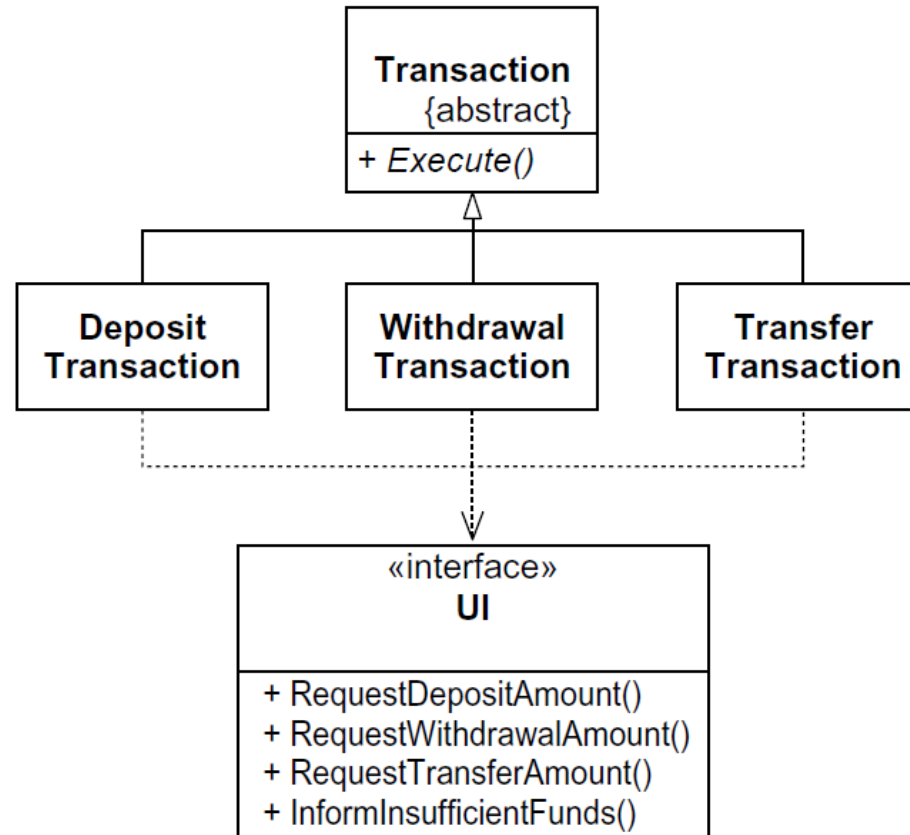 Transaction
{abstract}
+ Execute()
Deposit
Transaction
Withdrawal
Transaction
Transfer
Transaction
«interface»
UI
+ RequestDepositAmount()
+ RequestWithdrawalAmount()
+ RequestTransferAmount()
+ InformInsufficientFunds()